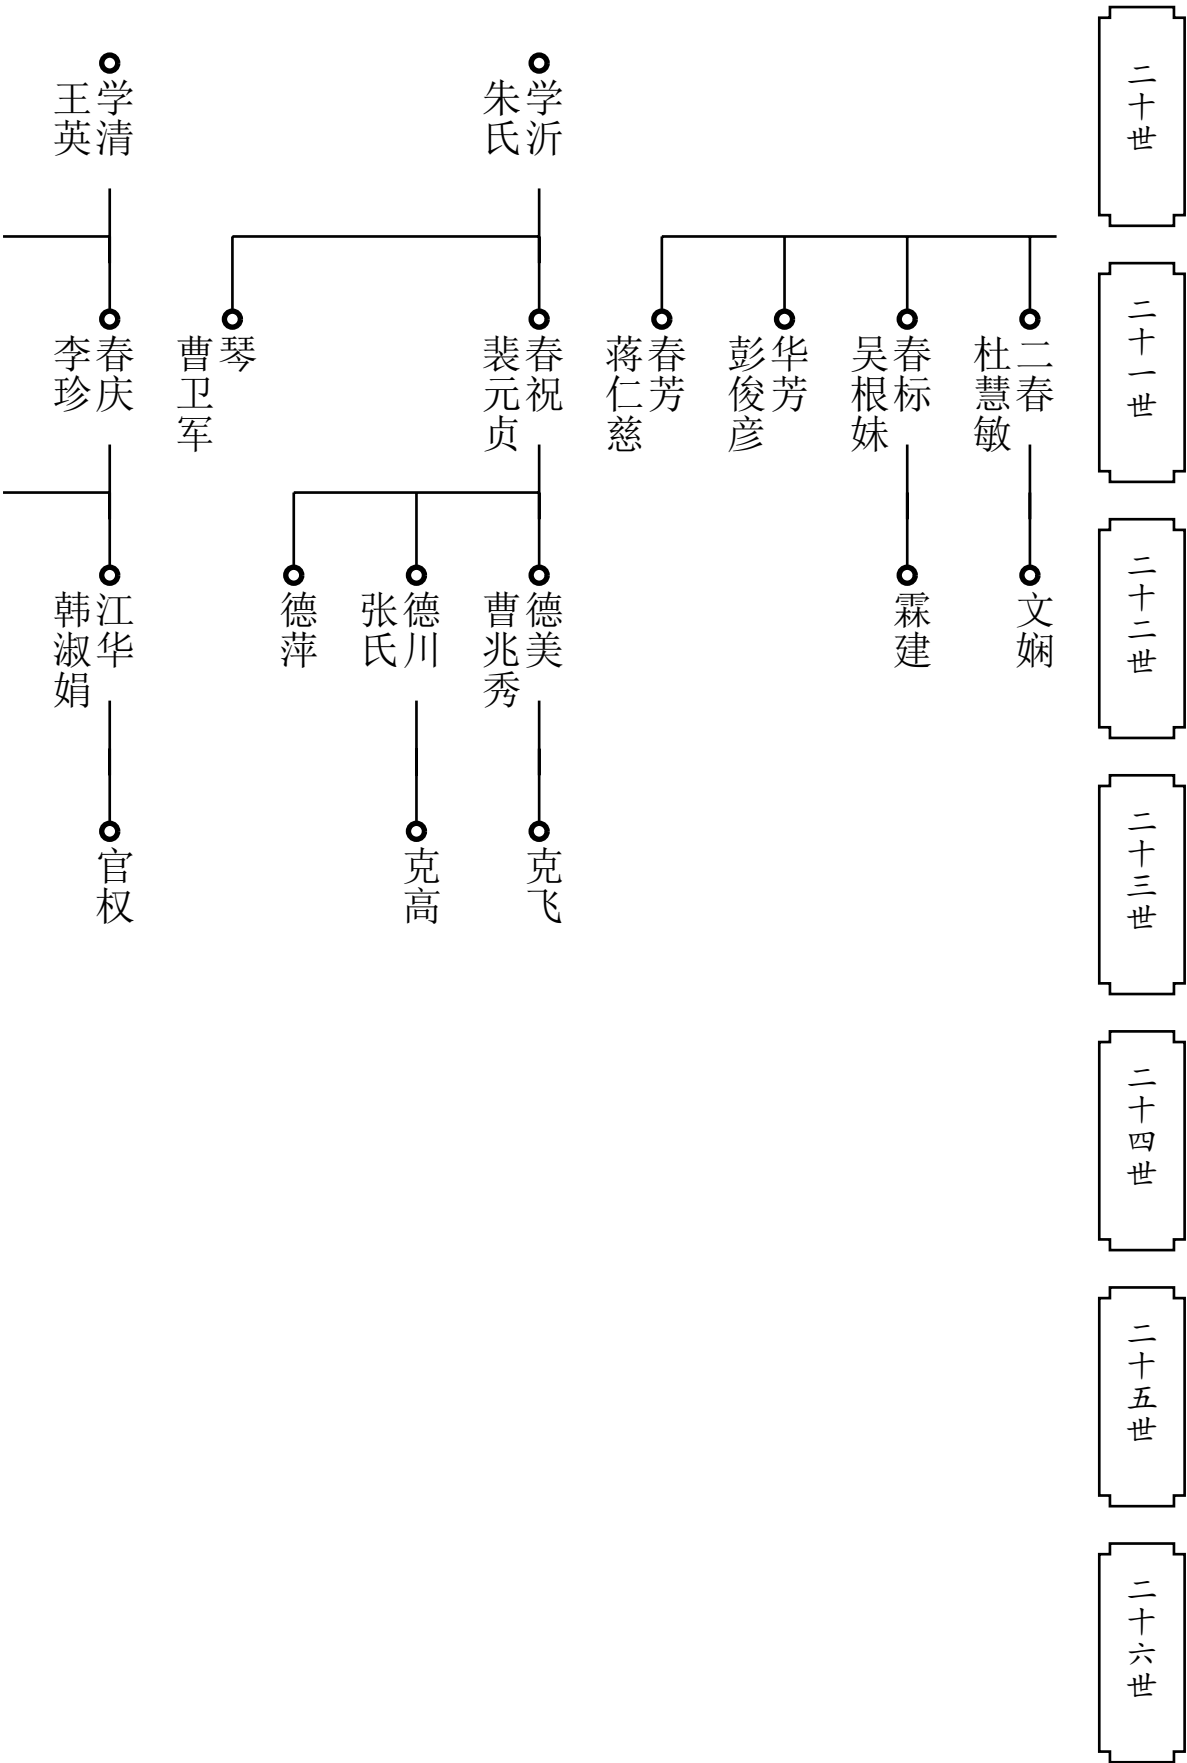 二十世
学沂
朱氏
学清
王英
二十一世
二春
杜慧敏
春标
吴根妹
华芳
彭俊彦
春芳
蒋仁慈
春祝
裴元贞
琴
曹卫军
春庆
李珍
二十二世
文娴
霖建
德美
曹兆秀
德川
张氏
德萍
江华
韩淑娟
二十三世
克飞
克高
官权
二十四世
二十五世
二十六世